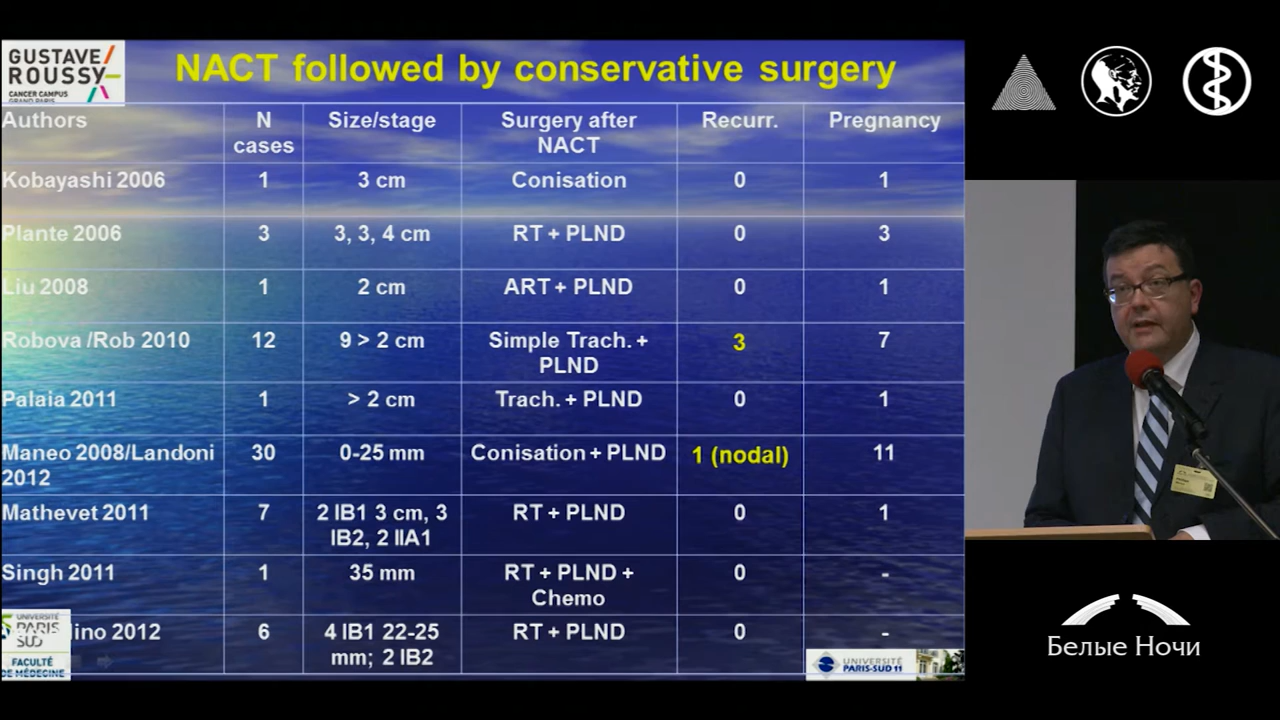 GUSTAVE/
ROUSSY
CANCER CAMPUS
GRAND PARIS
NACT followed by conservative surgery
Authors N cases Size/stage Surgery after NACT Recurr. Pregnancy
Kobayashi 2006 1 3 cm Conisation 0 1
Plante 2006 3 3, 3, 4 cm RT + PLND 0 3
Liu 2008 1 2 cm ART + PLND 0 1
Robova /Rob 2010 12 9 > 2 cm Simple Trach. + PLND 3 7
Palaia 2011 1 > 2 cm Trach. + PLND 0 1
Maneo 2008/Landoni 2012 30 0-25 mm Conisation + PLND 1 (nodal) 11
Mathevet 2011 7 2 IB1 3 cm, 3 IB2, 2 IIA1 RT + PLND 0 1
Singh 2011 1 35 mm RT + PLND + Chemo 0 -
lino 2012 6 4 IB1 22-25 mm; 2 IB2 RT + PLND 0 -
UNIVERSITÉ
PARIS
SUD
FACULTÉ
DE MÉDECINE
UNIVERSITÉ
PARIS-SUD 11
Белые Ночи